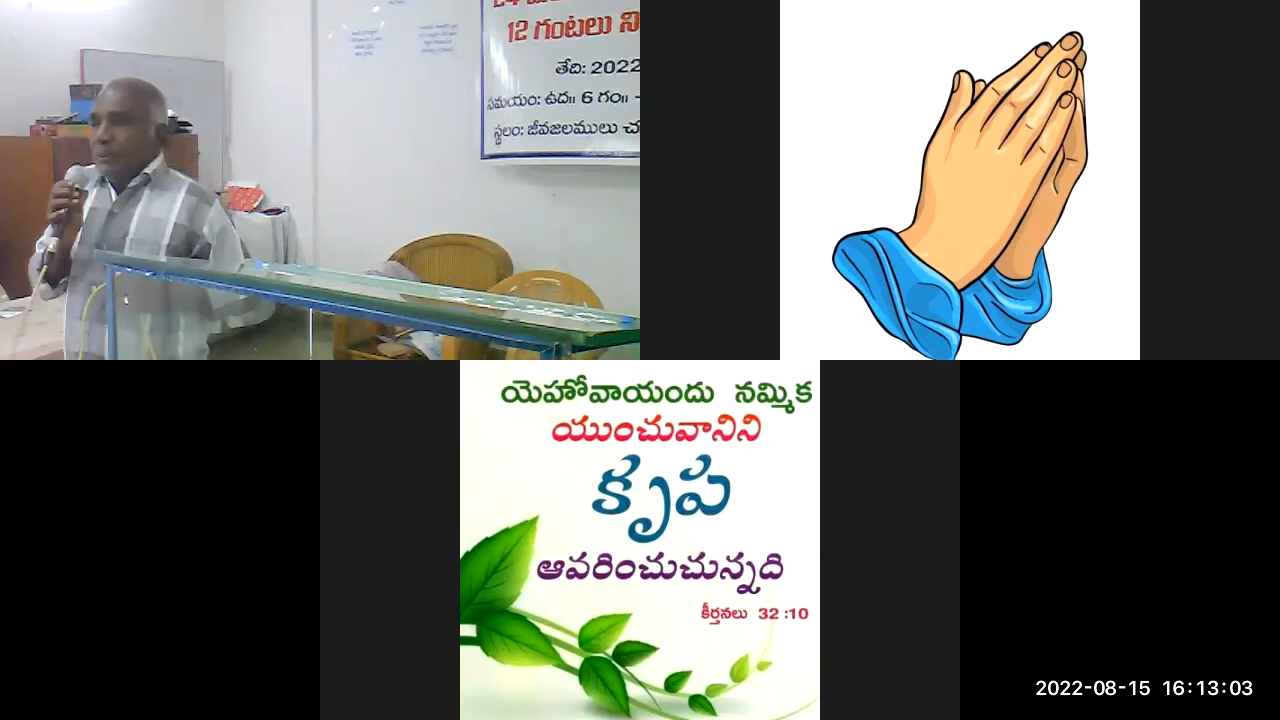 12 గంటలు ని
తేది: 2022
సమయం: ఉద॥ 6 గం॥ -
స్థలం: జీవజలములు చ
యెహోవాయందు నమ్మిక
యుంచువానిని
కృప
ఆవరించుచున్నది
కీర్తనలు 32 :10
2022-08-15 16:13:03